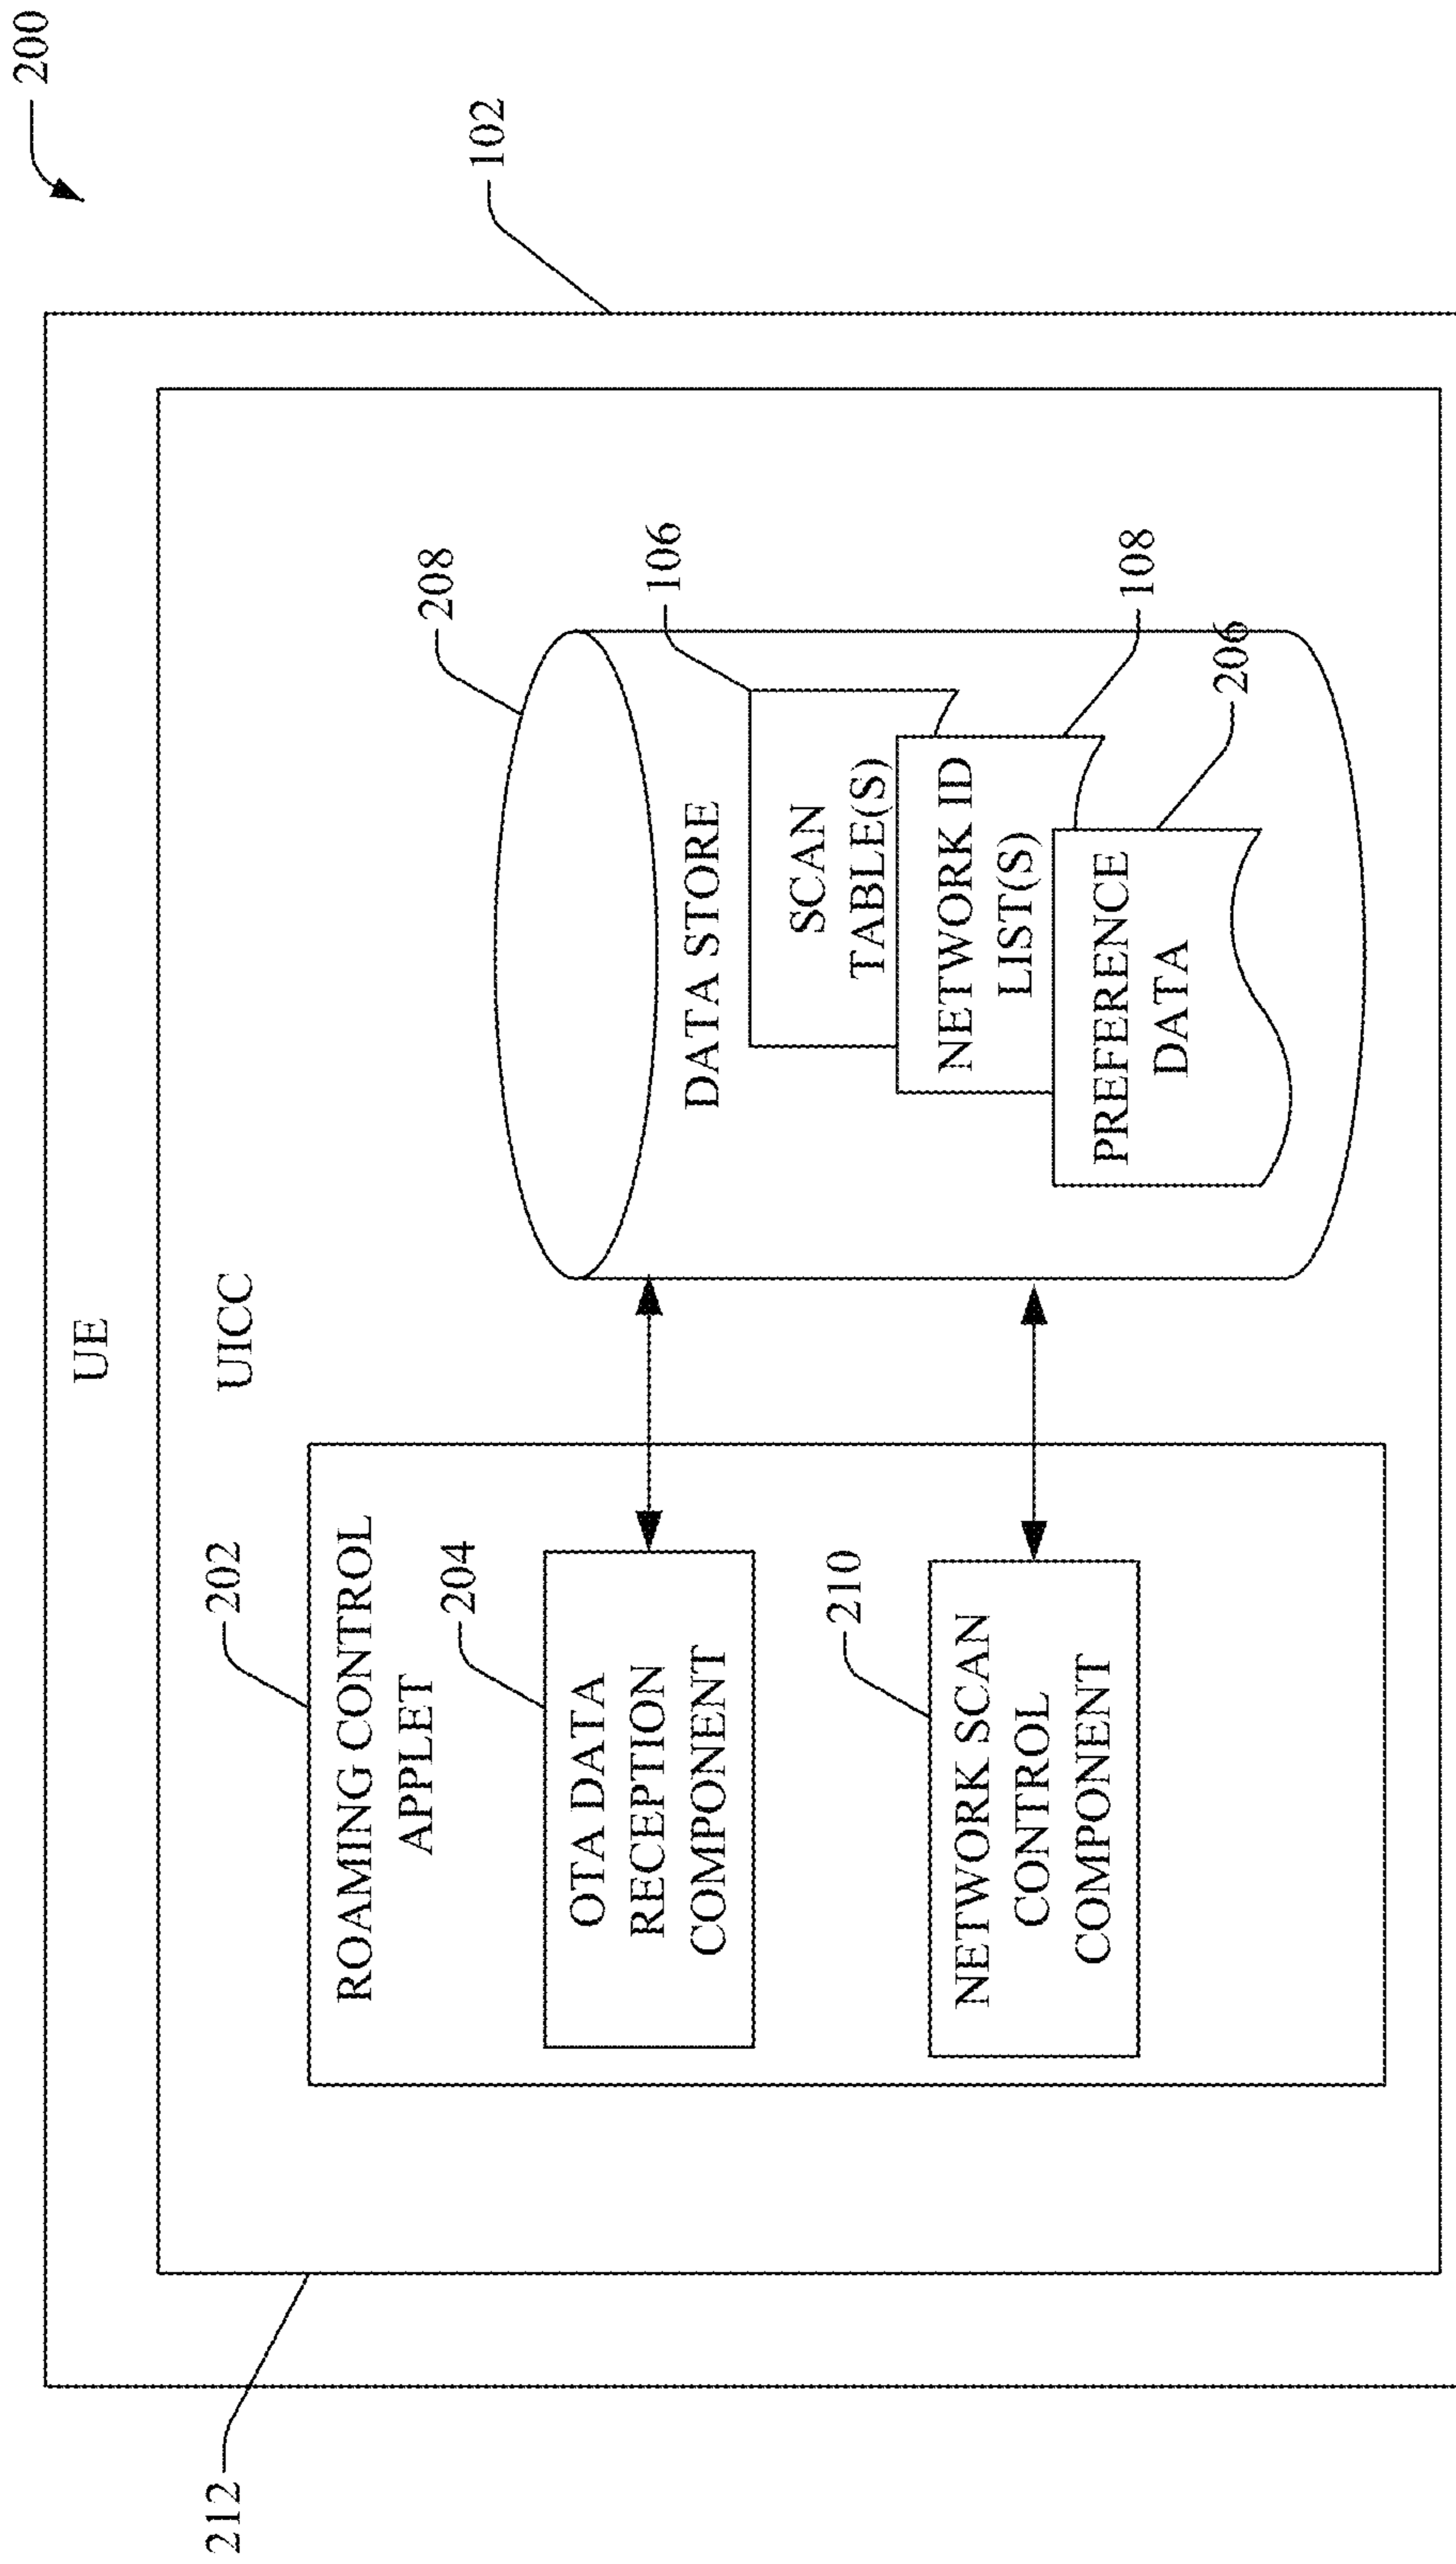 200
UE
102
UICC
212
202
ROAMING CONTROL
APPLET
204
OTA DATA
RECEPTION
COMPONENT
210
NETWORK SCAN
CONTROL
COMPONENT
208
DATA STORE
106
SCAN
TABLE(S)
108
NETWORK ID
LIST(S)
206
PREFERENCE
DATA